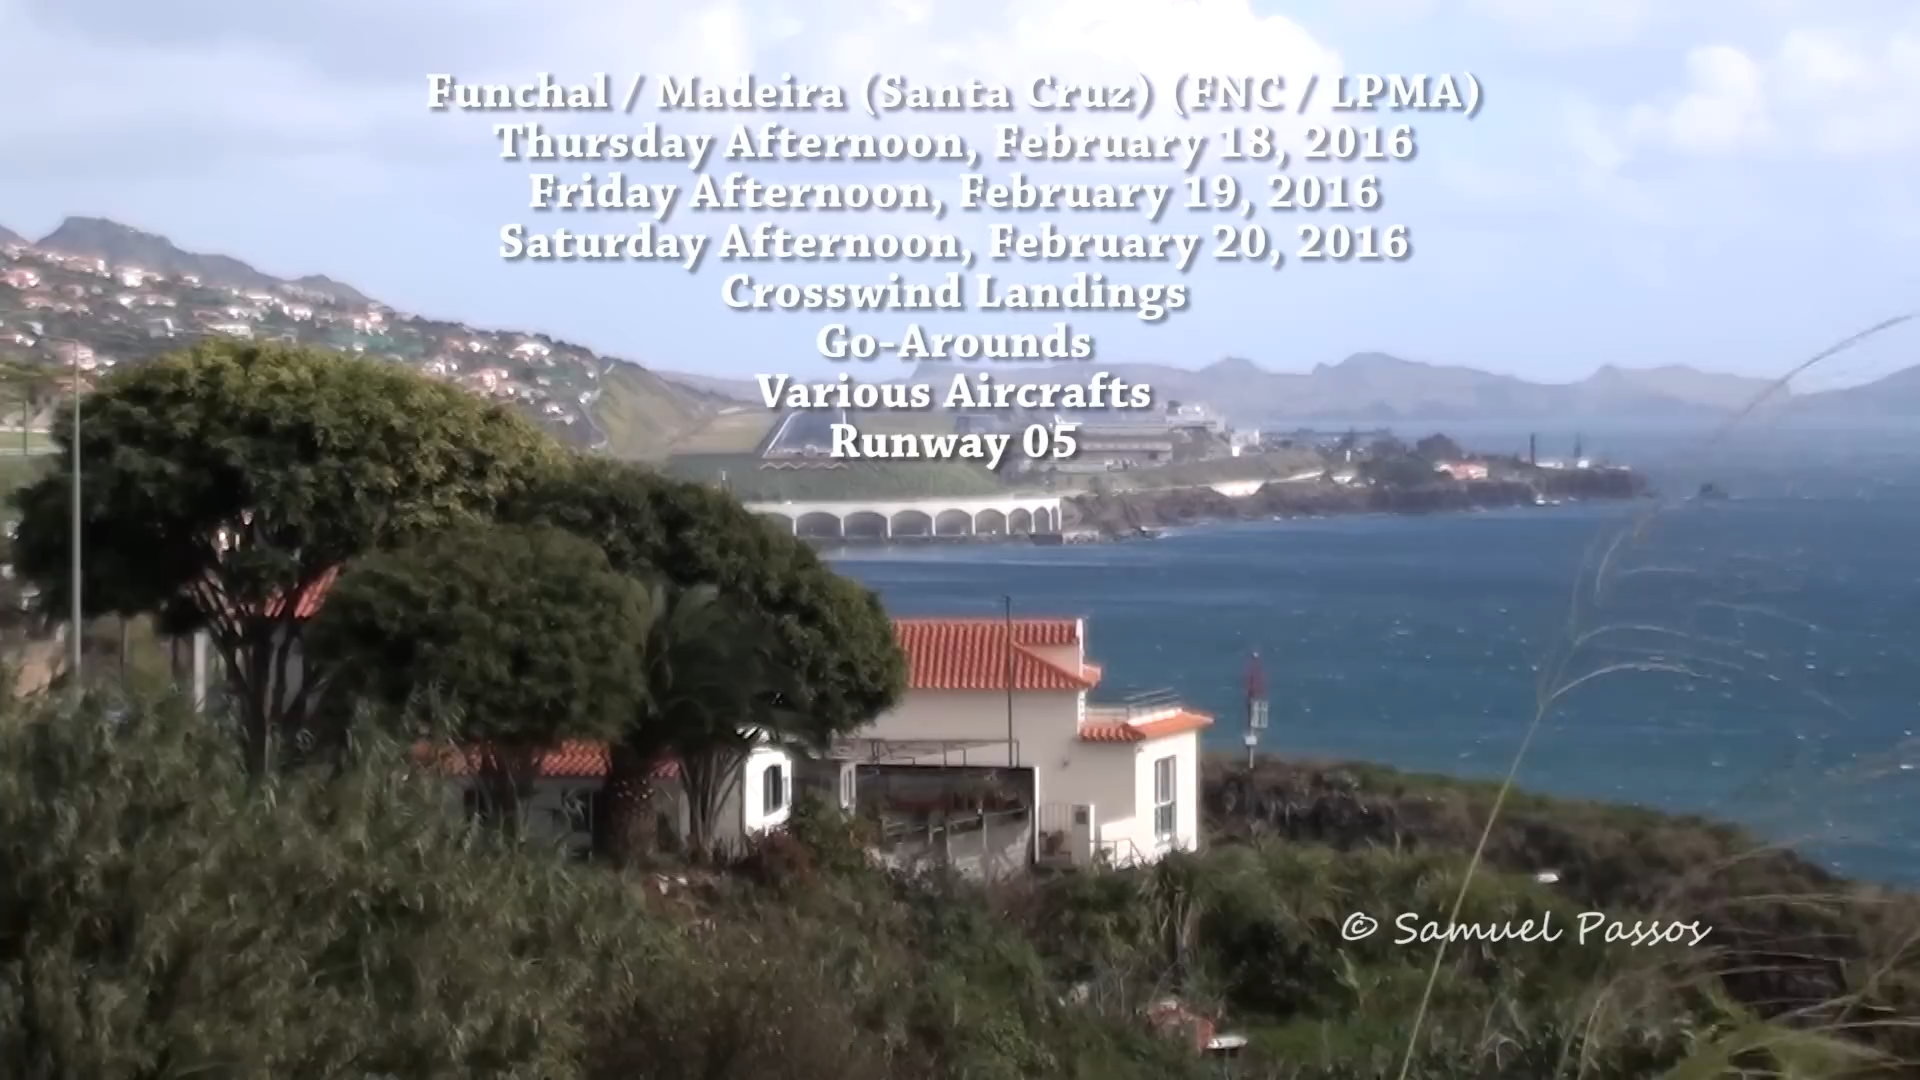 Funchal / Madeira (Santa Cruz) (FNC / LPMA)
Thursday Afternoon, February 18, 2016
Friday Afternoon, February 19, 2016
Saturday Afternoon, February 20, 2016
Crosswind Landings
Go-Arounds
Various Aircrafts
Runway 05
© Samuel Passos